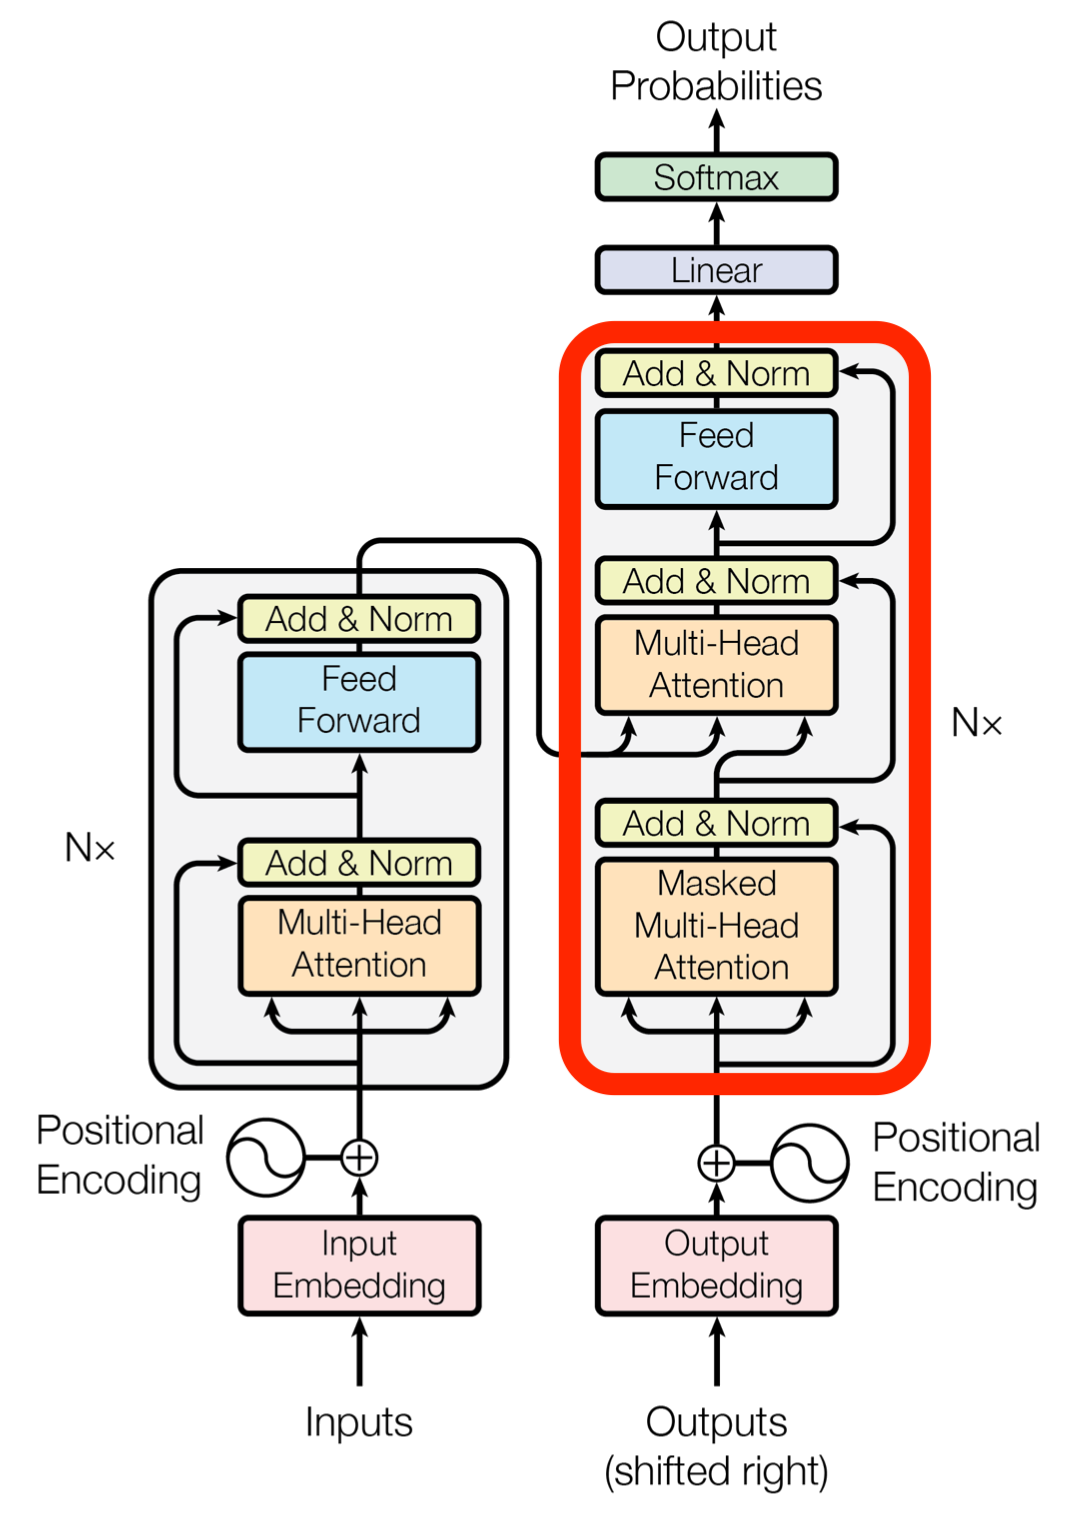 Output
Probabilities
Softmax
Linear
Add & Norm
Feed
Forward
Add & Norm
Multi-Head
Attention
N×
Add & Norm
Masked
Multi-Head
Attention
Add & Norm
Feed
Forward
N×
Add & Norm
Multi-Head
Attention
Positional
Encoding
Positional
Encoding
Input
Embedding
Output
Embedding
Inputs
Outputs
(shifted right)